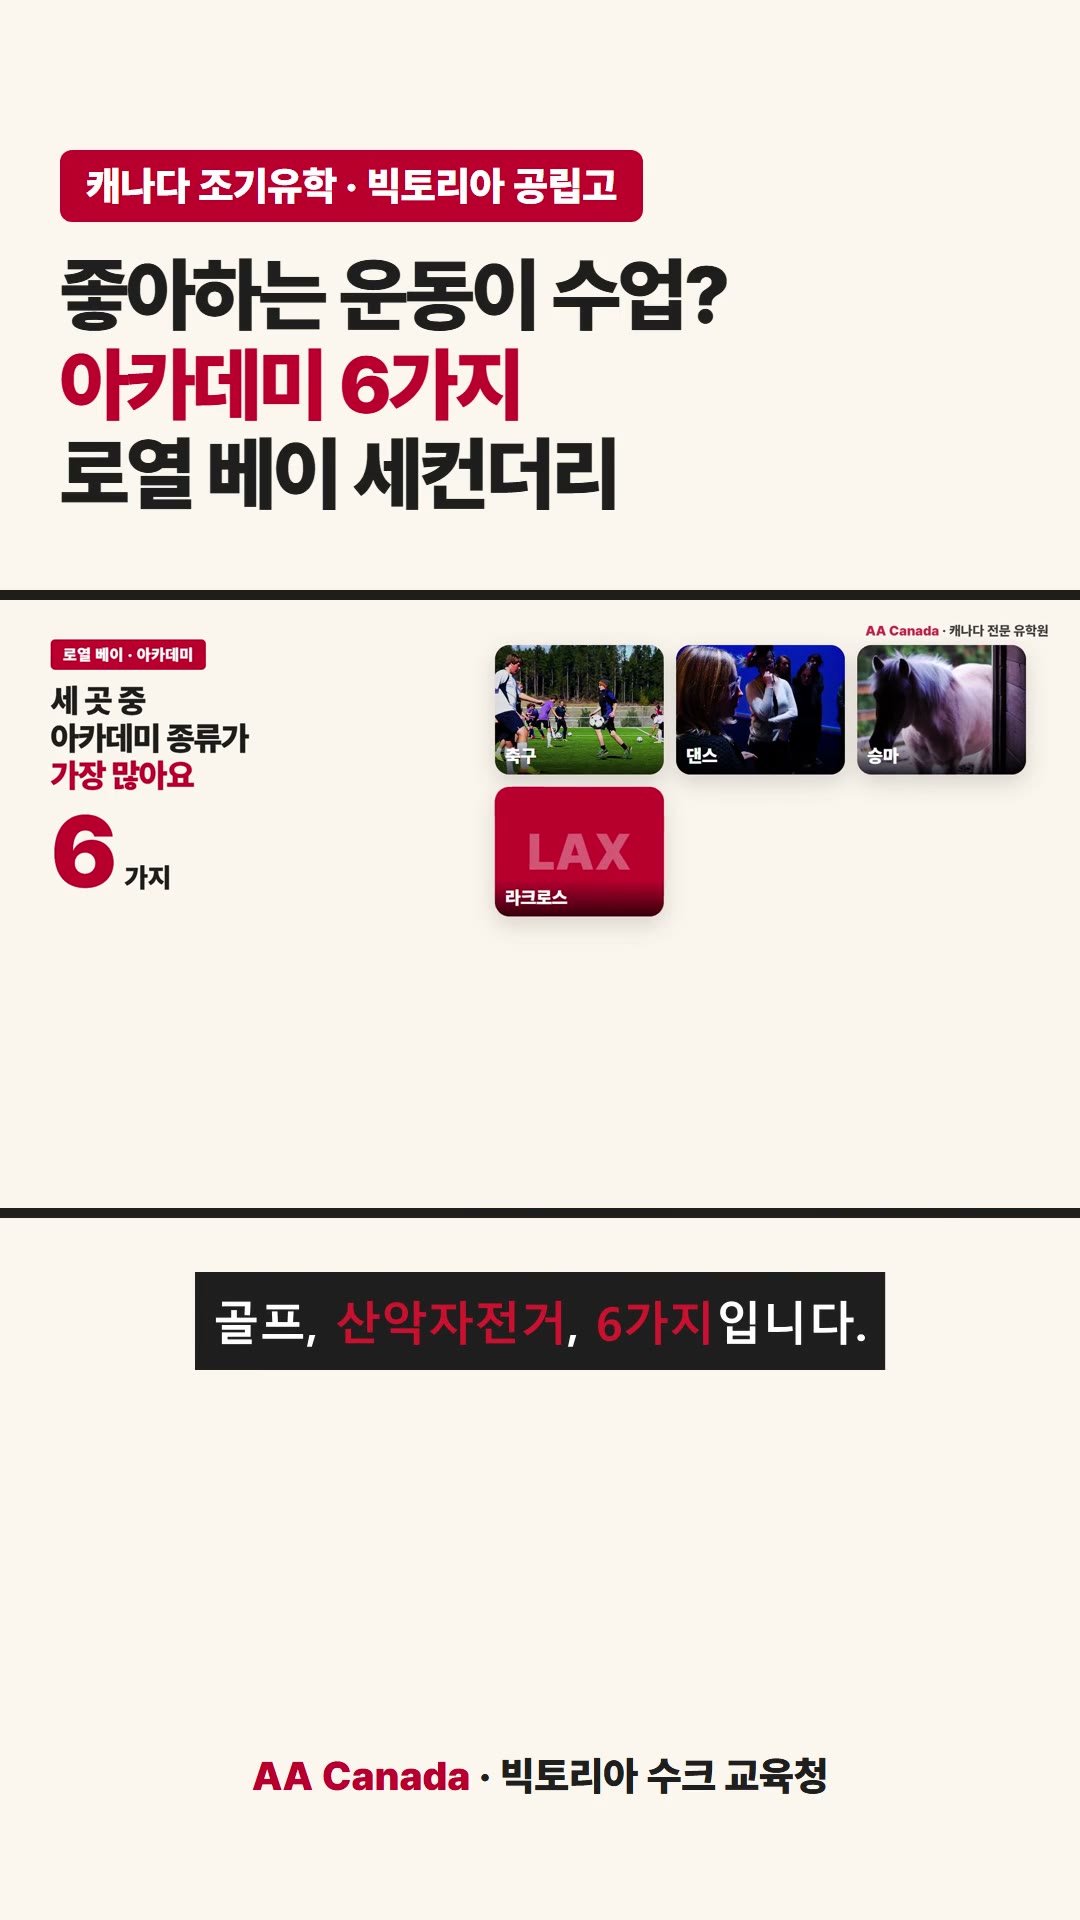 캐나다 조기유학 · 빅토리아 공립고
좋아하는 운동이 수업?
아카데미 6가지
로열 베이 세컨더리
AA Canada · 캐나다 전문 유학원
로열 베이 · 아카데미
세 곳 중
아카데미 종류가
가장 많아요
6 가지
축구
댄스
승마
LAX
라크로스
골프, 산악자전거, 6가지입니다.
AA Canada · 빅토리아 수크 교육청